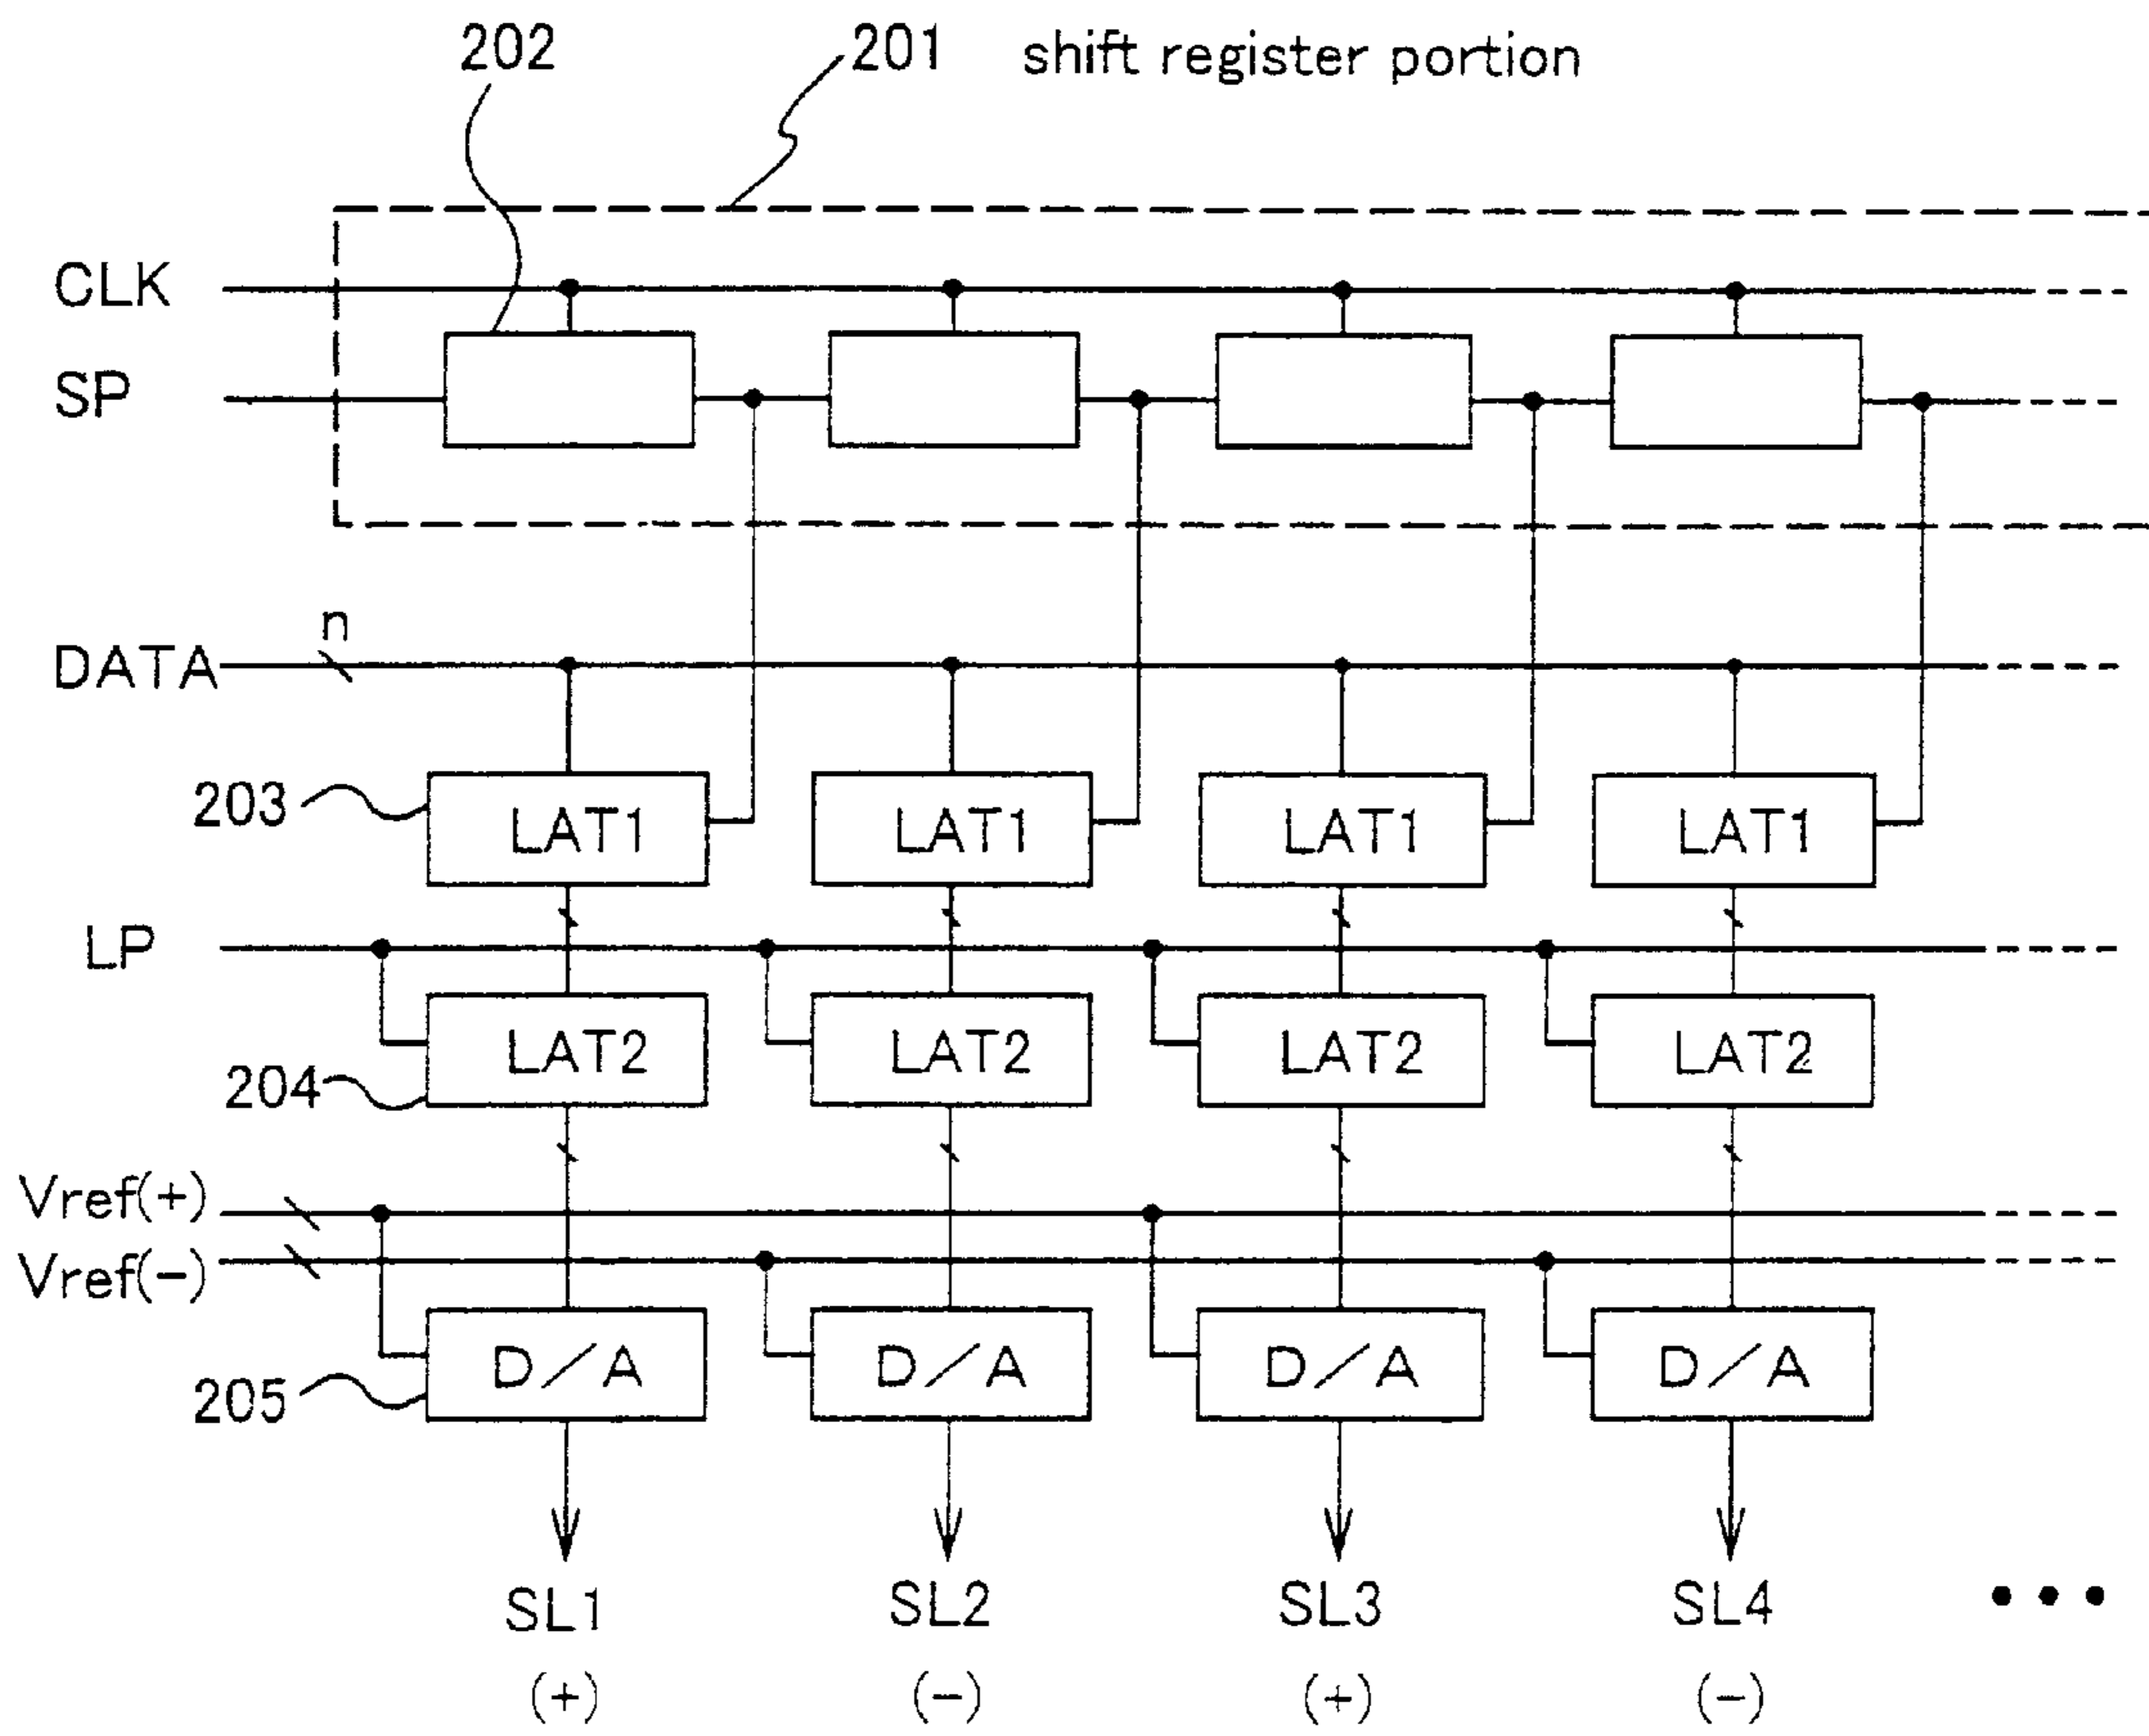 202 201 shift register portion
CLK
SP
n
DATA
203 LAT1 LAT1 LAT1 LAT1
LP
LAT2 LAT2 LAT2 LAT2
204
Vref(+)
Vref(-)
D/A D/A D/A D/A
205
SL1 SL2 SL3 SL4 •••
(+) (-) (+) (-)